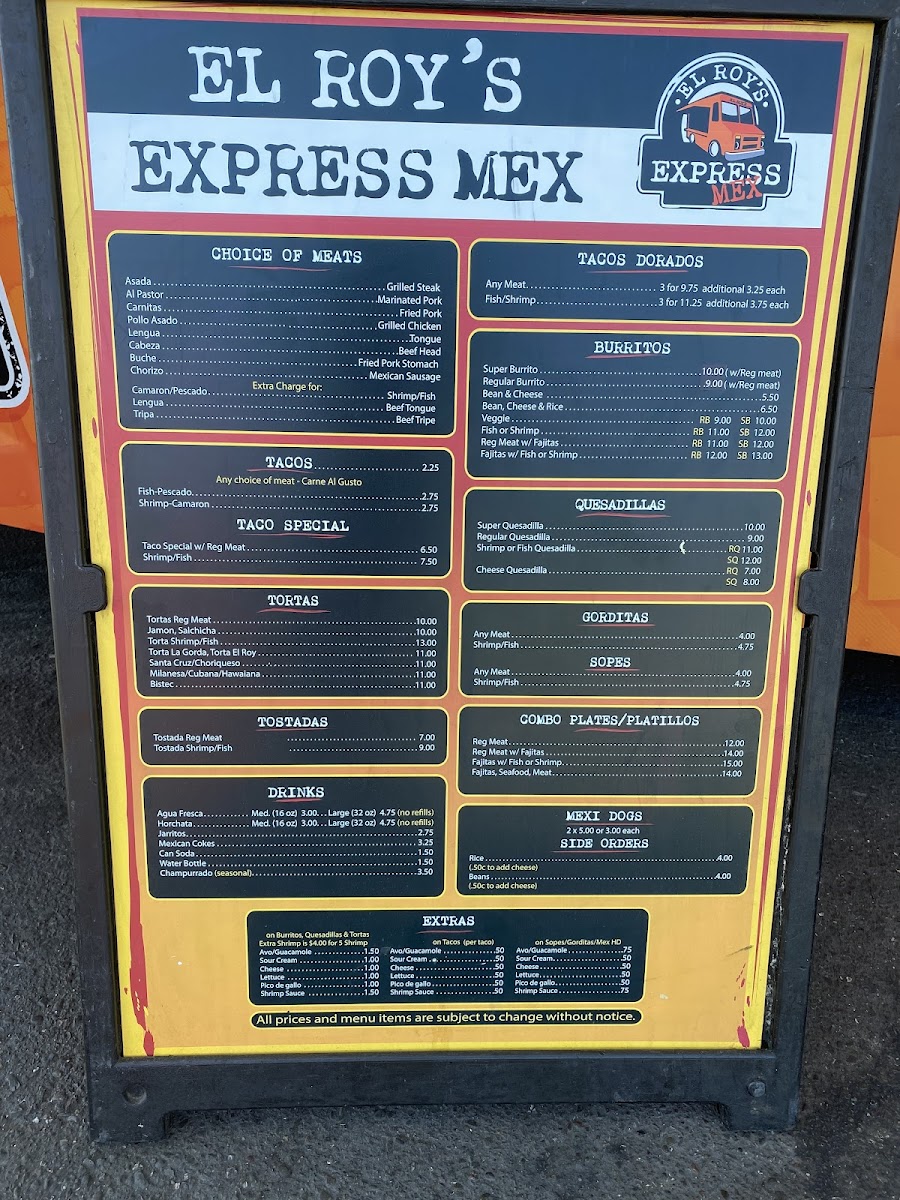 EL ROY'S
EXPRESS MEX
EL ROY'S
EXPRESS
MEX
CHOICE OF MEATS
Asada Grilled Steak
Al Pastor Marinated Pork
Carnitas Fried Pork
Pollo Asado Grilled Chicken
Lengua Tongue
Cabeza Beef Head
Buche Fried Pork Stomach
Chorizo Mexican Sausage
Extra Charge for:
Camaron/Pescado Shrimp/Fish
Lengua Beef Tongue
Tripa Beef Tripe
TACOS 2.25
Any choice of meat - Carne Al Gusto
Fish-Pescado 2.75
Shrimp-Camaron 2.75
TACO SPECIAL
Taco Special w/ Reg Meat 6.50
Shrimp/Fish 7.50
TORTAS
Tortas Reg Meat 10.00
Jamon, Salchicha 10.00
Torta Shrimp/Fish 13.00
Torta La Gorda, Torta El Roy 11.00
Santa Cruz/Choriqueso 11.00
Milanesa/Cubana/Hawaiana 11.00
Bistec 11.00
TOSTADAS
Tostada Reg Meat 7.00
Tostada Shrimp/Fish 9.00
DRINKS
Agua Fresca Med. (16 oz) 3.00...Large (32 oz) 4.75 (no refills)
Horchata Med. (16 oz) 3.00...Large (32 oz) 4.75 (no refills)
Jarritos 2.75
Mexican Cokes 3.25
Can Soda 1.50
Water Bottle 1.50
Champurrado (seasonal) 3.50
TACOS DORADOS
Any Meat 3 for 9.75 additional 3.25 each
Fish/Shrimp 3 for 11.25 additional 3.75 each
BURRITOS
Super Burrito 10.00 ( w/Reg meat)
Regular Burrito 9.00 ( w/Reg meat)
Bean & Cheese 5.50
Bean, Cheese & Rice 6.50
Veggie RB 9.00 SB 10.00
Fish or Shrimp RB 11.00 SB 12.00
Reg Meat w/ Fajitas RB 11.00 SB 12.00
Fajitas w/ Fish or Shrimp RB 12.00 SB 13.00
QUESADILLAS
Super Quesadilla 10.00
Regular Quesadilla 9.00
Shrimp or Fish Quesadilla RQ 11.00
SQ 12.00
Cheese Quesadilla RQ 7.00
SQ 8.00
GORDITAS
Any Meat 4.00
Shrimp/Fish 4.75
SOPES
Any Meat 4.00
Shrimp/Fish 4.75
COMBO PLATES/PLATILLOS
Reg Meat 12.00
Reg Meat w/ Fajitas 14.00
Fajitas w/ Fish or Shrimp 15.00
Fajitas, Seafood, Meat 14.00
MEXI DOGS
2 x 5.00 or 3.00 each
SIDE ORDERS
Rice 4.00
(.50c to add cheese)
Beans 4.00
(.50c to add cheese)
EXTRAS
on Burritos, Quesadillas & Tortas
Extra Shrimp is $4.00 for 5 Shrimp
Avo/Guacamole 1.50
Sour Cream 1.00
Cheese 1.00
Lettuce 1.00
Pico de gallo 1.00
Shrimp Sauce 1.50
on Tacos (per taco)
Avo/Guacamole .50
Sour Cream .50
Cheese .50
Lettuce .50
Pico de gallo .50
Shrimp Sauce .50
on Sopes/Gorditas/Mex HD
Avo/Guacamole .75
Sour Cream .50
Cheese .50
Lettuce .50
Pico de gallo .50
Shrimp Sauce .75
All prices and menu items are subject to change without notice.